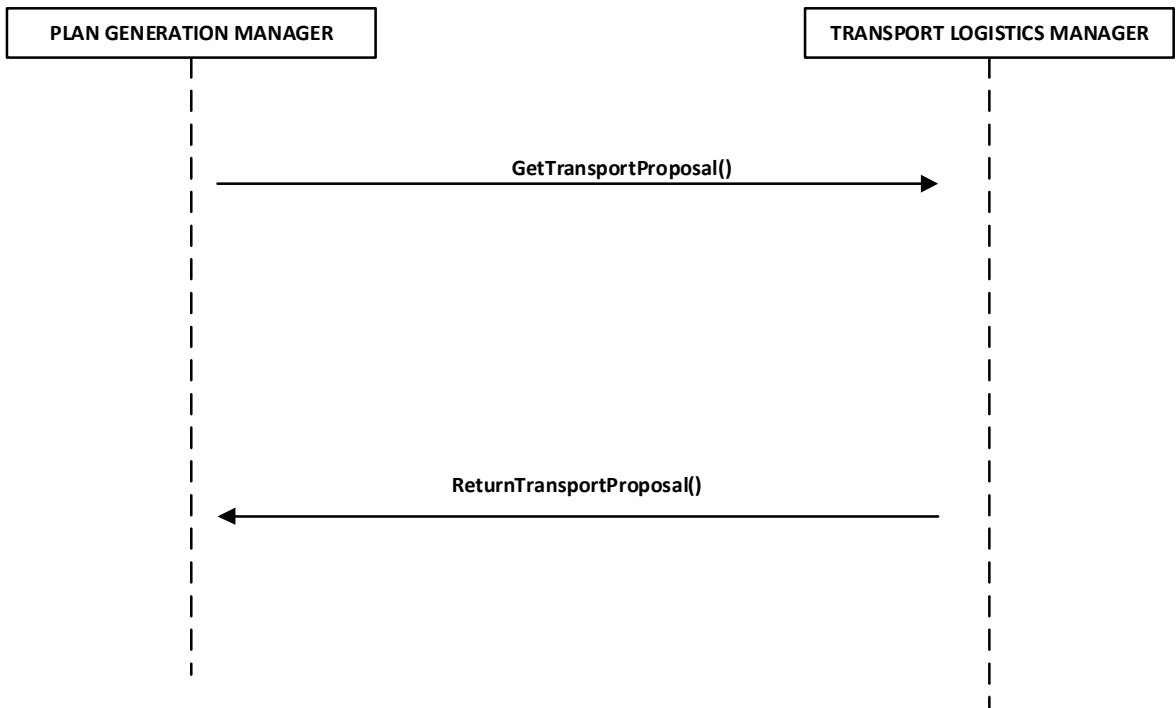 PLAN GENERATION MANAGER
TRANSPORT LOGISTICS MANAGER
GetTransportProposal()
ReturnTransportProposal()